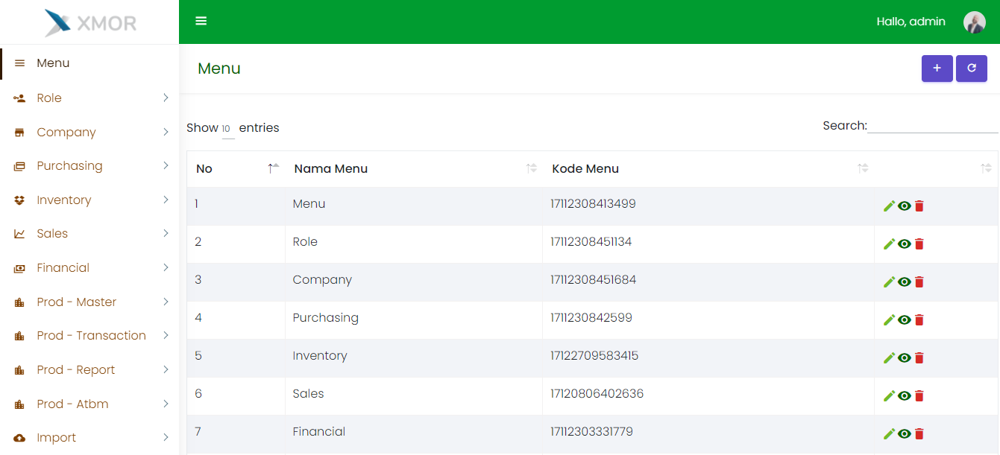 XMOR
Hallo, admin
Menu
Role
Company
Purchasing
Inventory
Sales
Financial
Prod - Master
Prod - Transaction
Prod - Report
Prod - Atbm
Import
Menu
Show 10 entries
Search:
No Nama Menu Kode Menu
1 Menu 17112308413499
2 Role 17112308451134
3 Company 17112308451684
4 Purchasing 1711230842599
5 Inventory 17122709583415
6 Sales 17120806402636
7 Financial 17112303331779